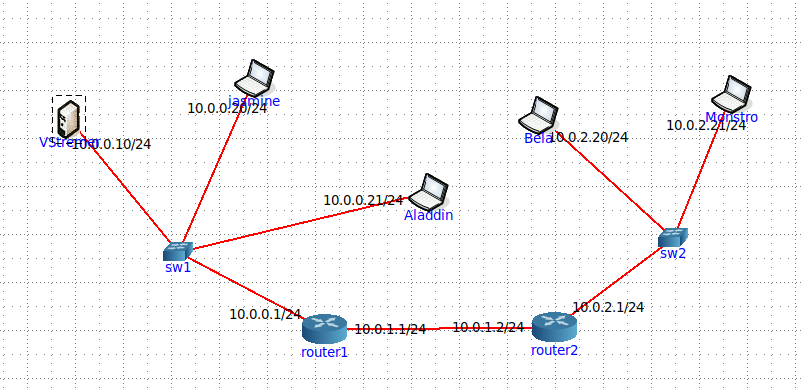 10.0.0.20/24
jasmine
10.0.0.10/24
VStreamer
Bela
10.0.2.20/24
Monstro
10.0.2.21/24
10.0.0.21/24
Aladdin
sw1
sw2
10.0.0.1/24
10.0.1.1/24
10.0.1.2/24
10.0.2.1/24
router1
router2